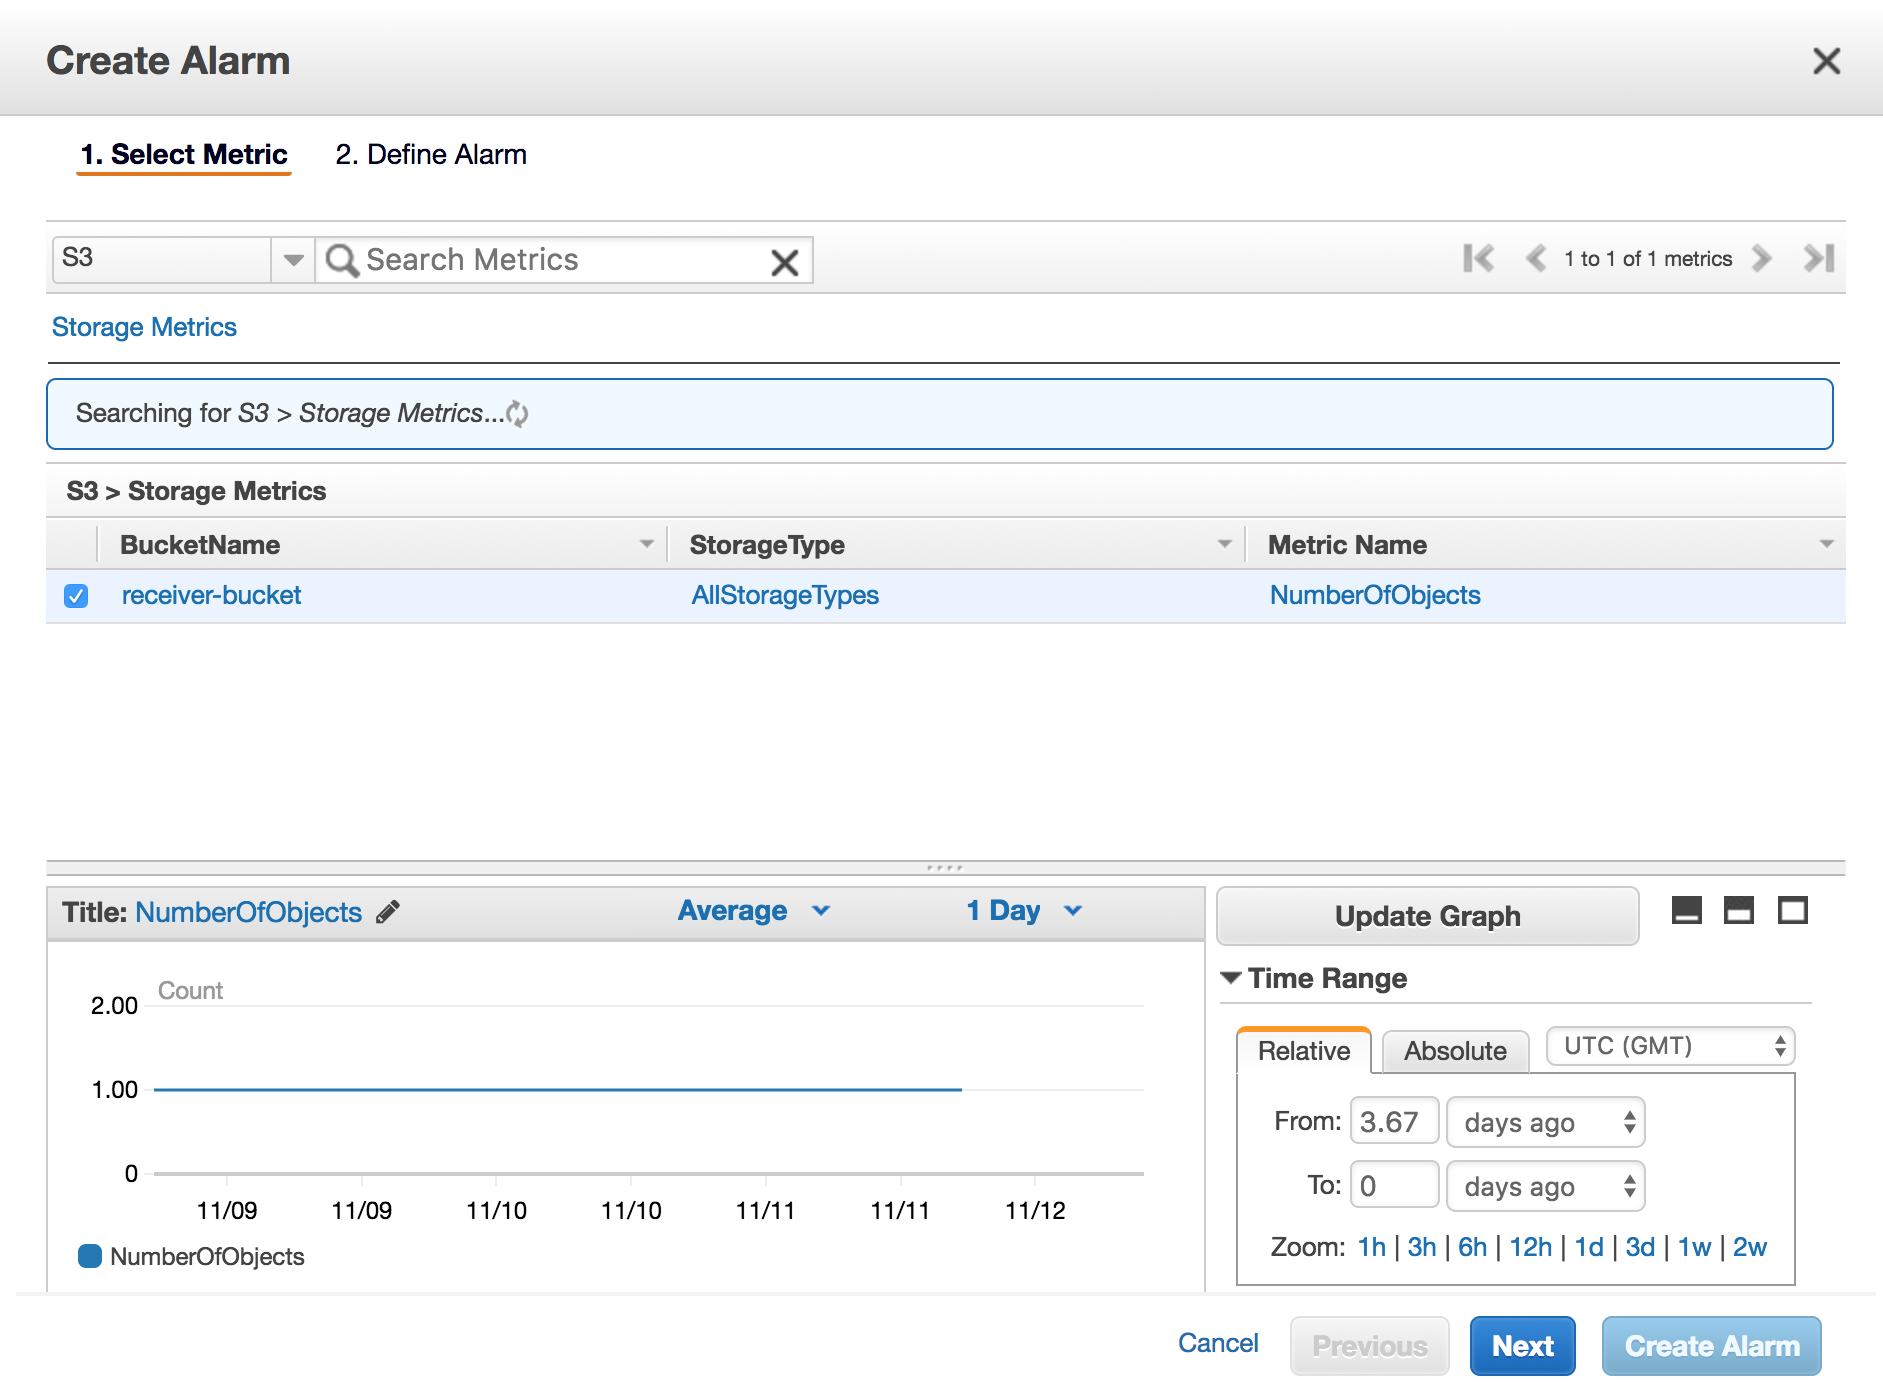 Create Alarm
1. Select Metric 2. Define Alarm
S3 Search Metrics 1 to 1 of 1 metrics
Storage Metrics
Searching for S3 > Storage Metrics...
S3 > Storage Metrics
BucketName StorageType Metric Name
receiver-bucket AllStorageTypes NumberOfObjects
Title: NumberOfObjects Average 1 Day
Count
2.00
1.00
0
11/09 11/09 11/10 11/10 11/11 11/11 11/12
NumberOfObjects
Update Graph
Time Range
Relative Absolute UTC (GMT)
From: 3.67 days ago
To: 0 days ago
Zoom: 1h | 3h | 6h | 12h | 1d | 3d | 1w | 2w
Cancel Previous Next Create Alarm